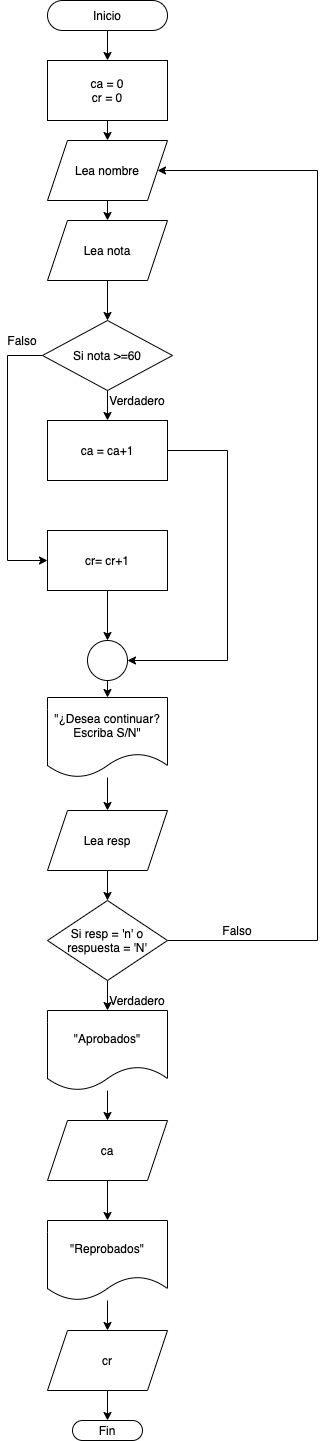 Inicio
ca = 0
cr = 0
Lea nombre
Lea nota
Falso
Si nota >=60
Verdadero
ca = ca+1
cr= cr+1
"¿Desea continuar?
Escriba S/N"
Lea resp
Si resp = 'n' o
respuesta = 'N'
Falso
Verdadero
"Aprobados"
ca
"Reprobados"
cr
Fin